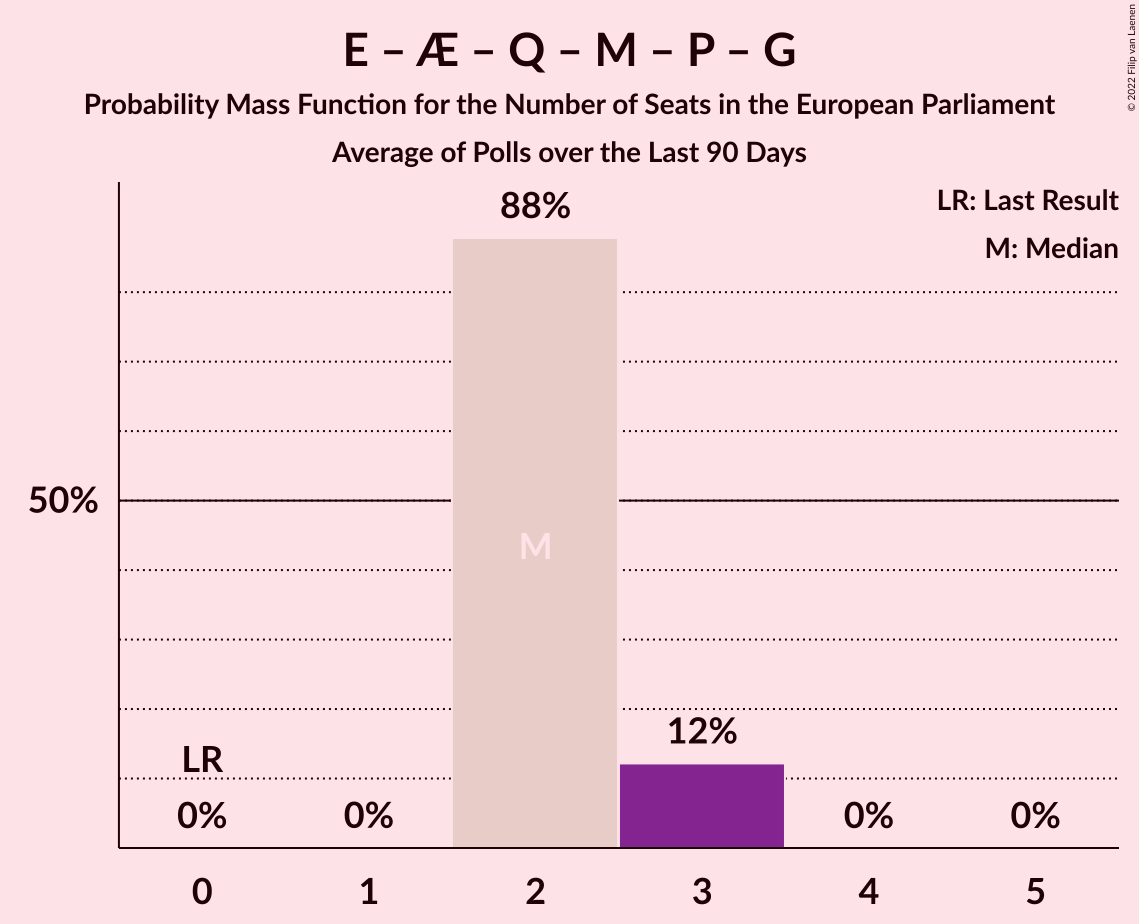 E – Æ – Q – M – P – G
Probability Mass Function for the Number of Seats in the European Parliament
Average of Polls over the Last 90 Days
© 2022 Filip van Laenen
LR: Last Result
M: Median
88%
50%
M
12%
LR
0% 0% 0% 0%
0 1 2 3 4 5